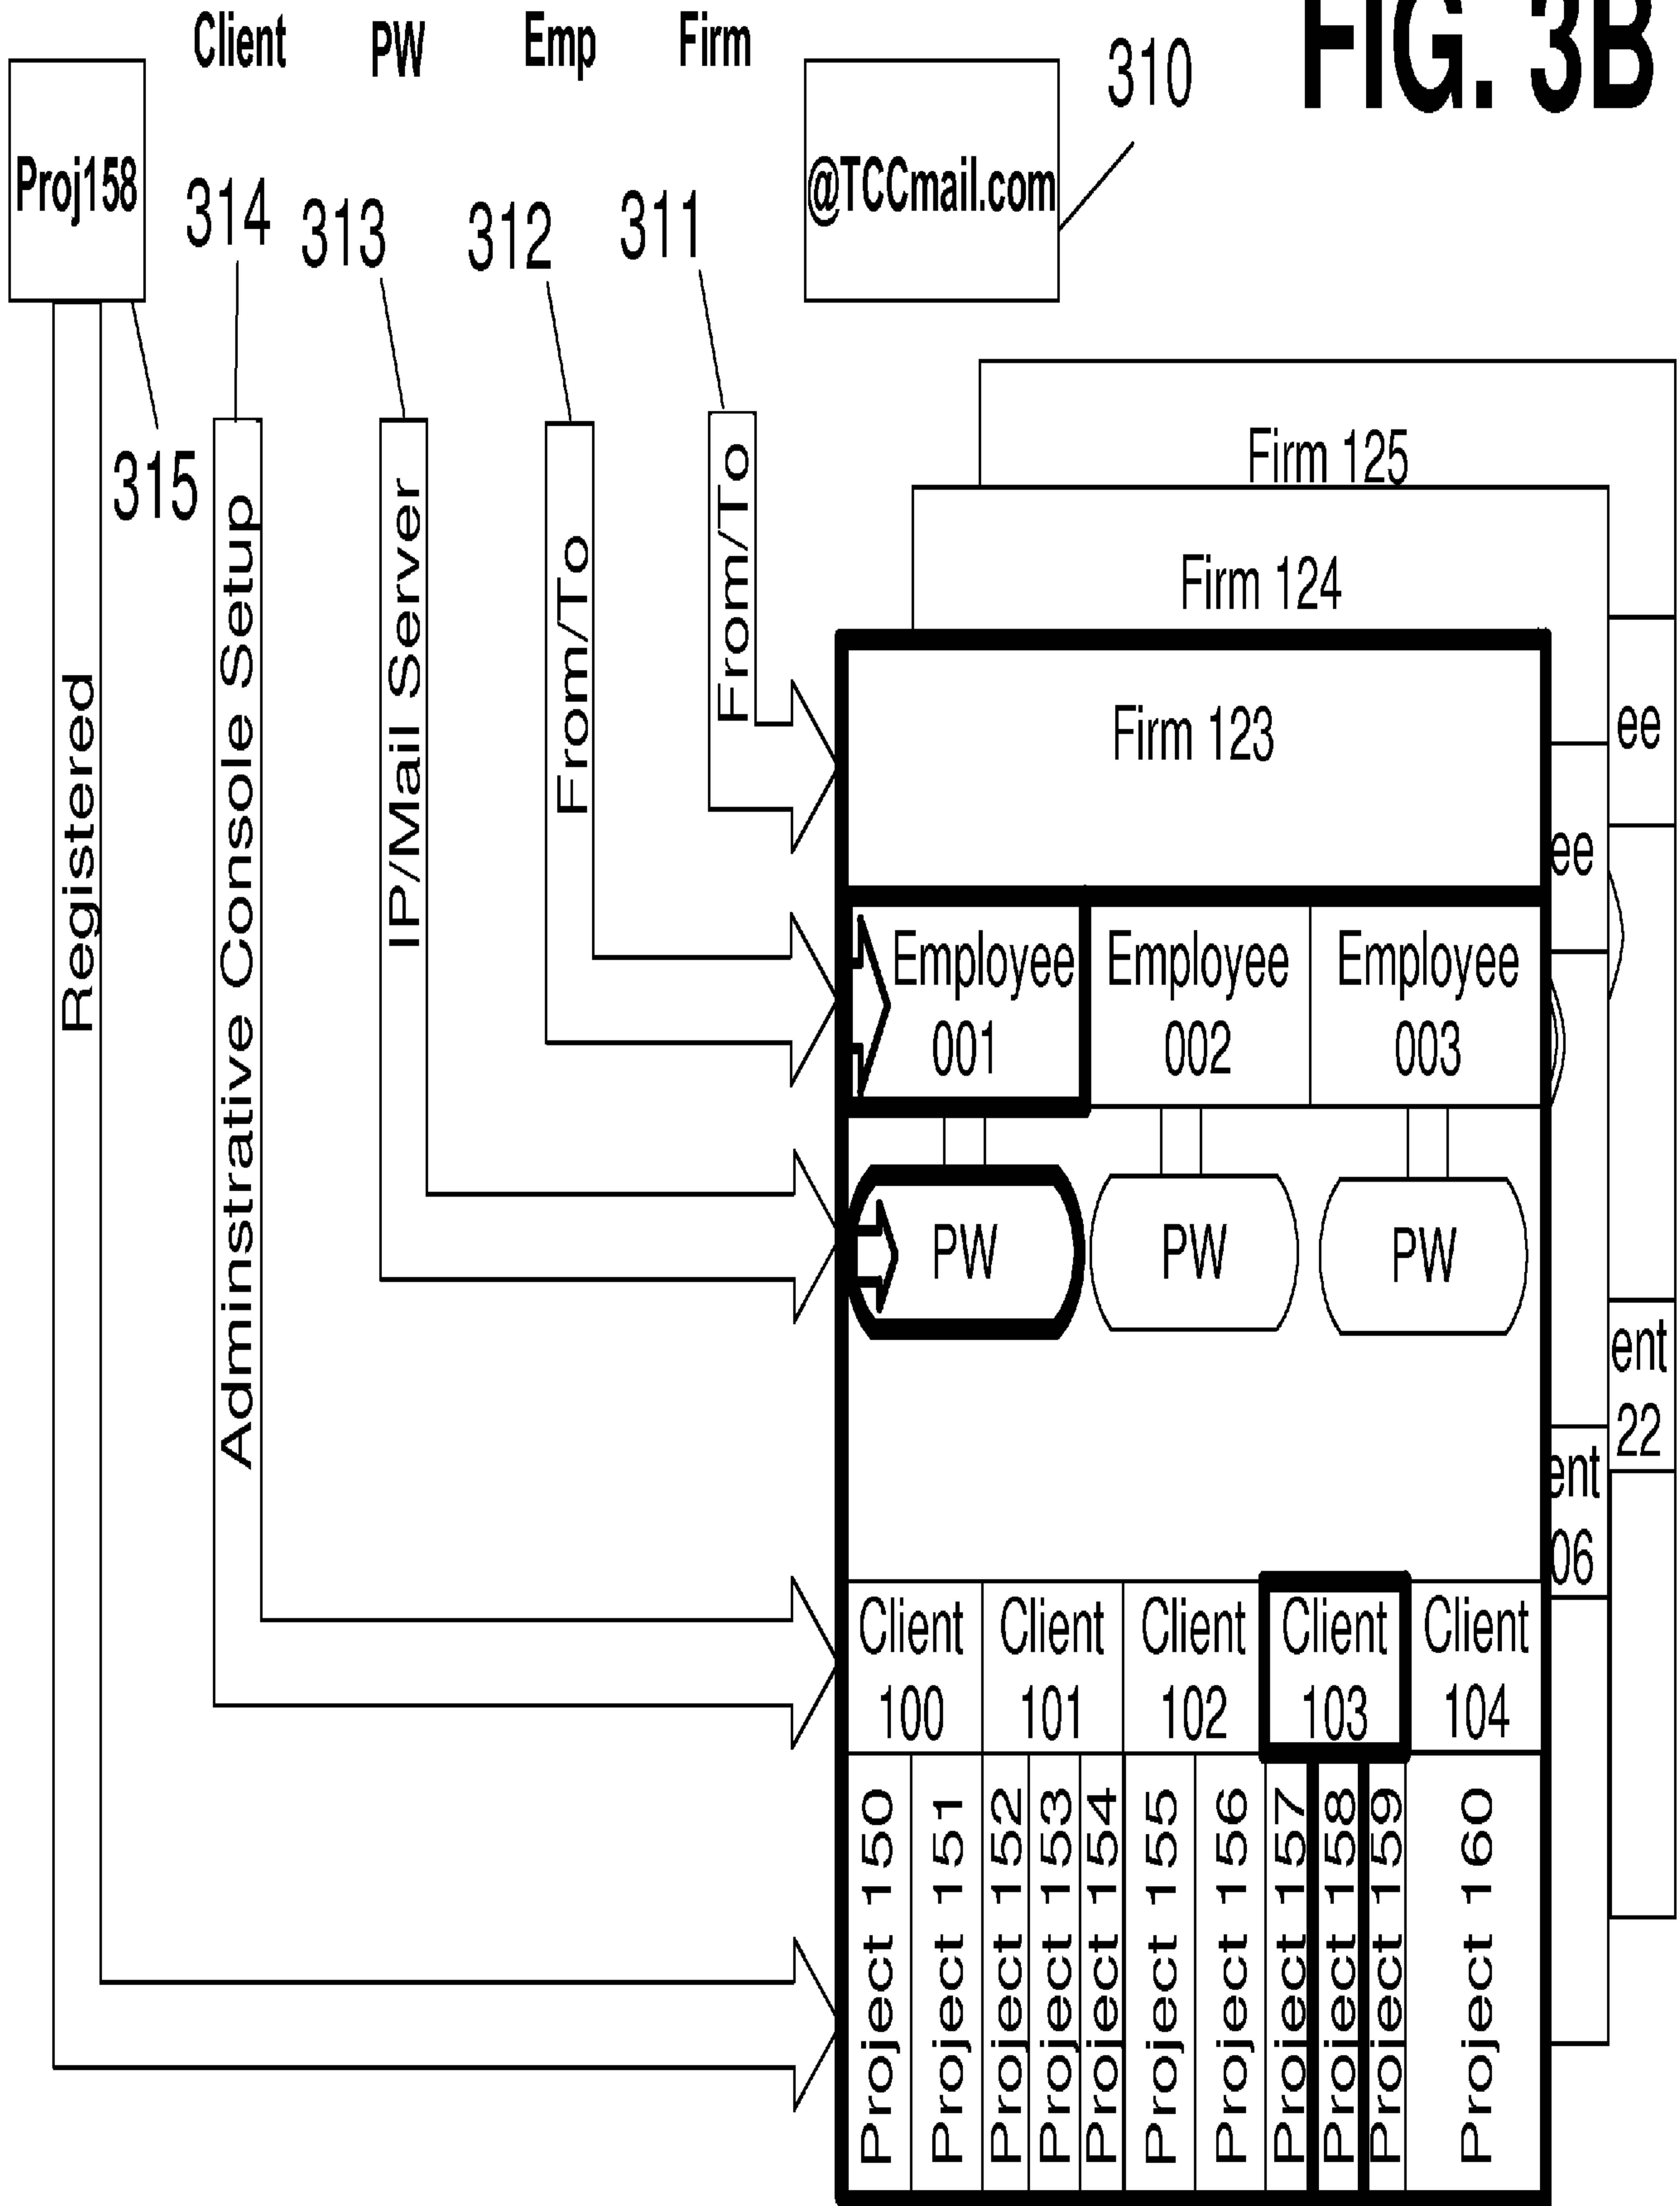 FIG. 3B
Client
PW
Emp
Firm
Proj158
@TCCmail.com
310
314
313
312
311
315
Registered
Adminstrative Console Setup
IP/Mail Server
From/To
From/To
Firm 125
Firm 124
Firm 123
ee
ee
Employee
001
Employee
002
Employee
003
PW
PW
PW
ent
22
ent
06
Client
100
Client
101
Client
102
Client
103
Client
104
Project 150
Project 151
Project 152
Project 153
Project 154
Project 155
Project 156
Project 157
Project 158
Project 159
Project 160